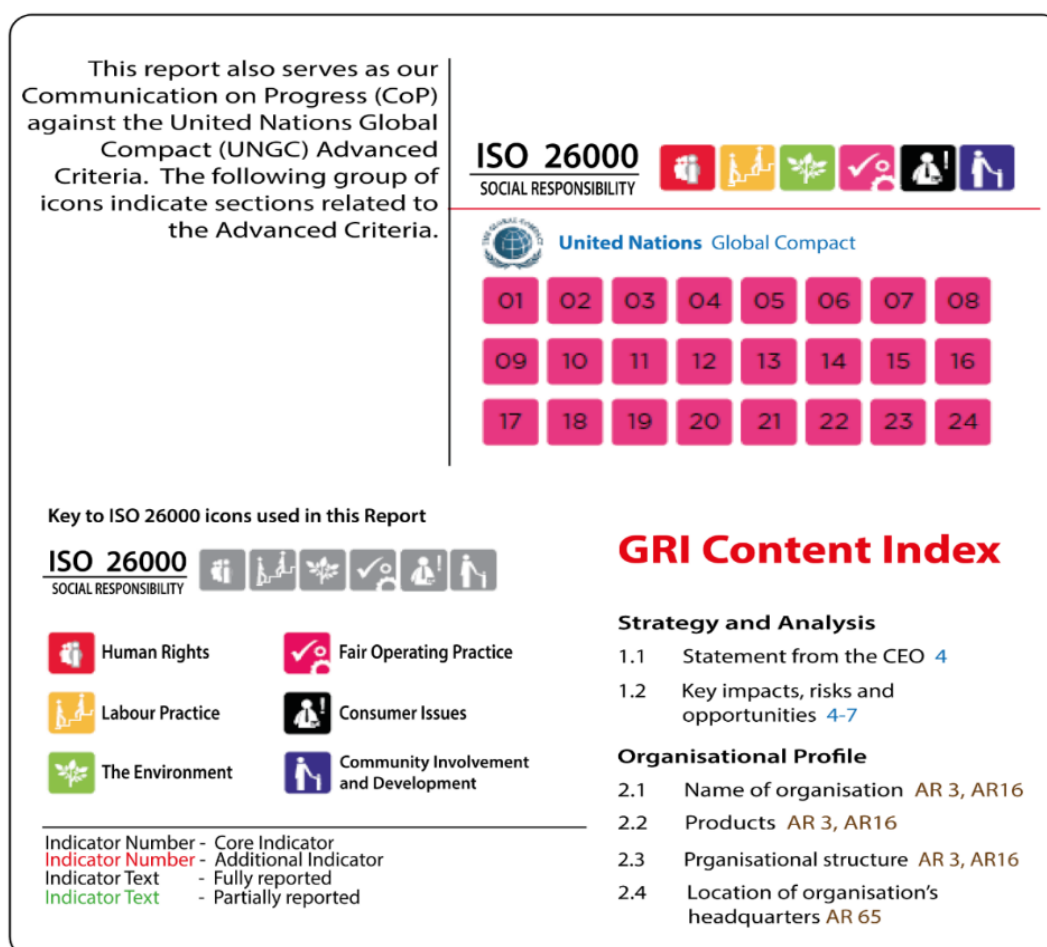 This report also serves as our
Communication on Progress (CoP)
against the United Nations Global
Compact (UNGC) Advanced
Criteria. The following group of
icons indicate sections related to
the Advanced Criteria.
ISO 26000
SOCIAL RESPONSIBILITY
THE GLOBAL COMPACT
United Nations Global Compact
01 02 03 04 05 06 07 08
09 10 11 12 13 14 15 16
17 18 19 20 21 22 23 24
Key to ISO 26000 icons used in this Report
ISO 26000
SOCIAL RESPONSIBILITY
Human Rights
Labour Practice
The Environment
Fair Operating Practice
Consumer Issues
Community Involvement
and Development
Indicator Number - Core Indicator
Indicator Number - Additional Indicator
Indicator Text - Fully reported
Indicator Text - Partially reported
GRI Content Index
Strategy and Analysis
1.1 Statement from the CEO 4
1.2 Key impacts, risks and
opportunities 4-7
Organisational Profile
2.1 Name of organisation AR 3, AR16
2.2 Products AR 3, AR16
2.3 Prganisational structure AR 3, AR16
2.4 Location of organisation's
headquarters AR 65